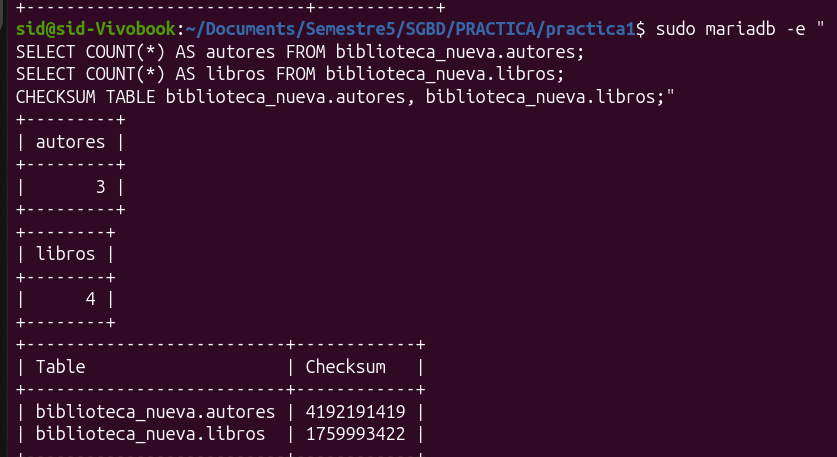 +----------------------------+------------+
sid@sid-Vivobook:~/Documents/Semestre5/SGBD/PRACTICA/practica1$ sudo mariadb -e "
SELECT COUNT(*) AS autores FROM biblioteca_nueva.autores;
SELECT COUNT(*) AS libros FROM biblioteca_nueva.libros;
CHECKSUM TABLE biblioteca_nueva.autores, biblioteca_nueva.libros;"
+---------+
| autores |
+---------+
|       3 |
+---------+
+--------+
| libros |
+--------+
|      4 |
+--------+
+--------------------------+------------+
| Table                    | Checksum   |
+--------------------------+------------+
| biblioteca_nueva.autores | 4192191419 |
| biblioteca_nueva.libros  | 1759993422 |
+--------------------------+------------+